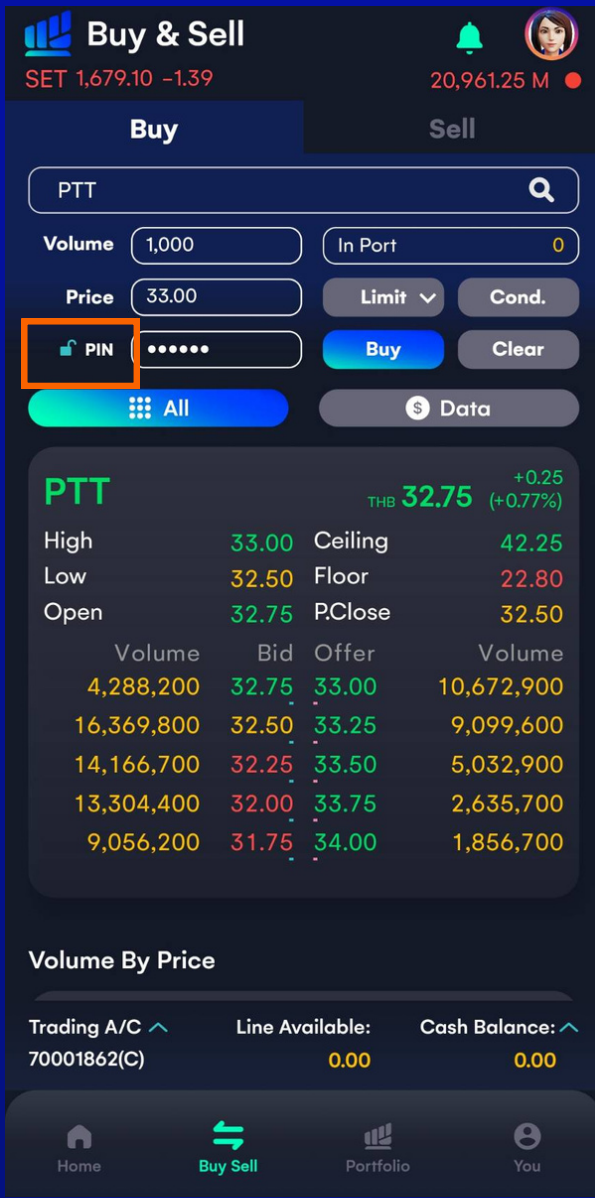 Buy & Sell
SET 1,679.10 -1.39 20,961.25 M
Buy Sell
PTT
Volume 1,000 In Port 0
Price 33.00 Limit Cond.
PIN •••••• Buy Clear
All $ Data
PTT THB 32.75 +0.25 (+0.77%)
High 33.00 Ceiling 42.25
Low 32.50 Floor 22.80
Open 32.75 P.Close 32.50
Volume Bid Offer Volume
4,288,200 32.75 33.00 10,672,900
16,369,800 32.50 33.25 9,099,600
14,166,700 32.25 33.50 5,032,900
13,304,400 32.00 33.75 2,635,700
9,056,200 31.75 34.00 1,856,700
Volume By Price
Trading A/C Line Available: Cash Balance:
70001862(C) 0.00 0.00
Home Buy Sell Portfolio You